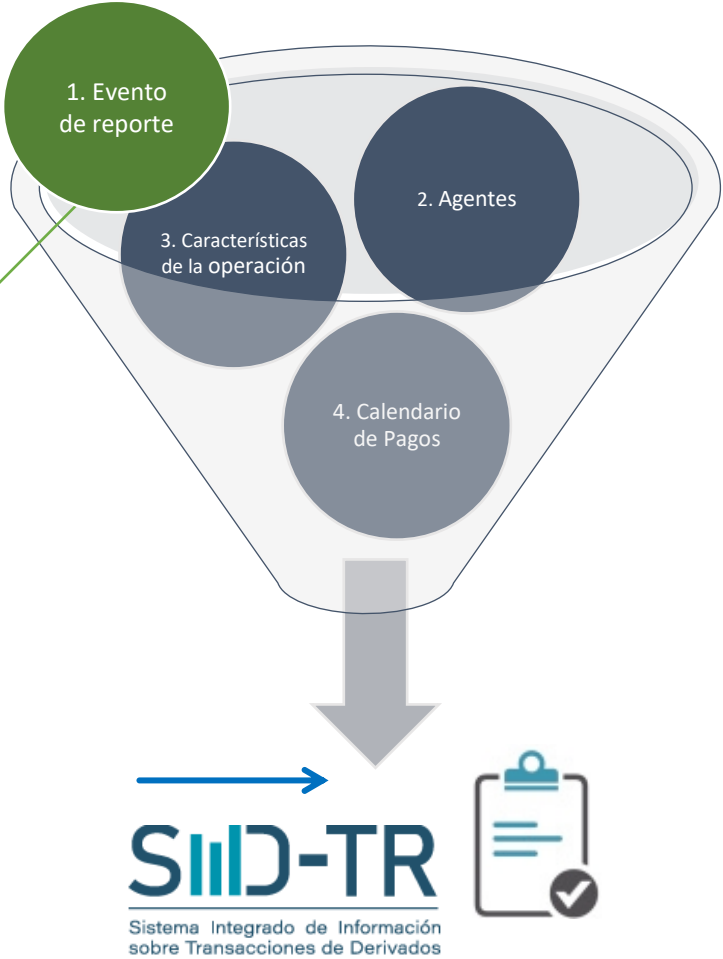 1. Evento
de reporte
2. Agentes
3. Características
de la operación
4. Calendario
de Pagos
SIID-TR
Sistema Integrado de Información
sobre Transacciones de Derivados